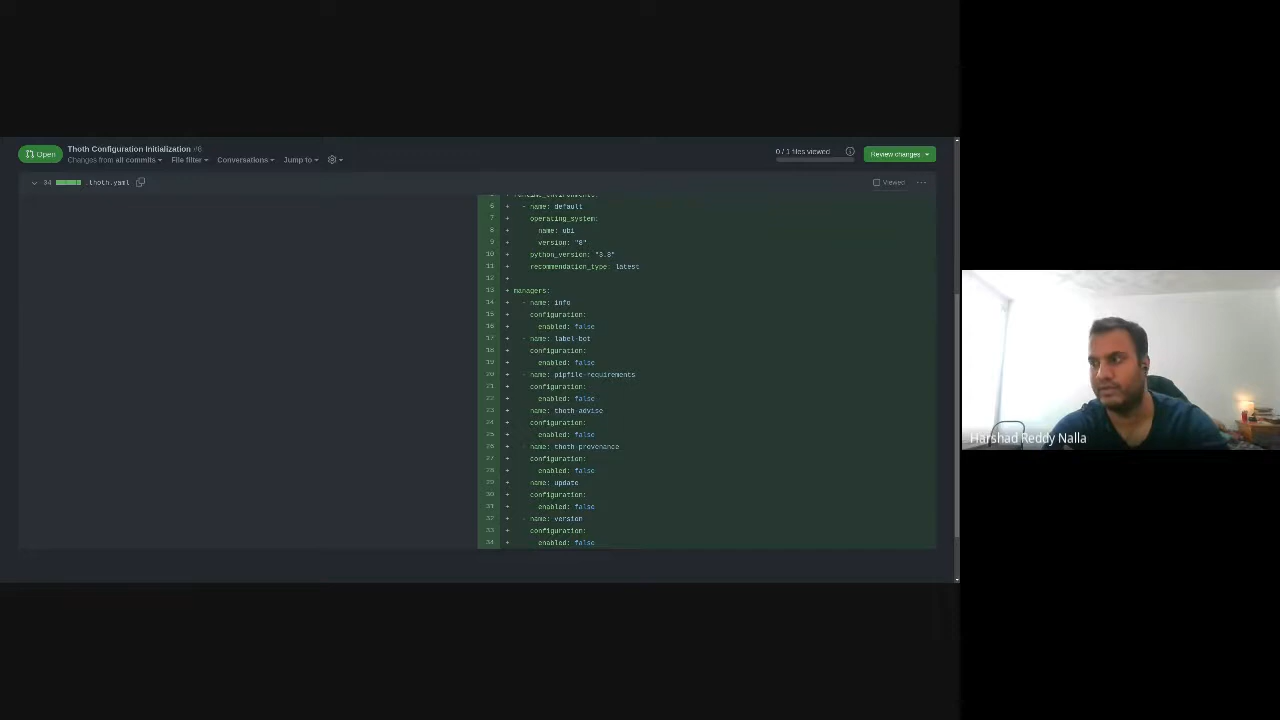 Open
Thoth Configuration Initialization #6
Changes from all commits
File filter
Conversations
Jump to
0 / 1 files viewed
Review changes
34 .thoth.yaml
Viewed
6 + - name: default
7 + operating_system:
8 + name: ubi
9 + version: "8"
10 + python_version: "3.8"
11 + recommendation_type: latest
12 +
13 + managers:
14 + - name: info
15 + configuration:
16 + enabled: false
17 + - name: label-bot
18 + configuration:
19 + enabled: false
20 + - name: pipfile-requirements
21 + configuration:
22 + enabled: false
23 + name: thoth-advise
24 + configuration:
25 + enabled: false
26 + - name: thoth-provenance
27 + configuration:
28 + enabled: false
29 + name: update
30 + configuration:
31 + enabled: false
32 + - name: version
33 + configuration:
34 + enabled: false
Harshad Reddy Nalla